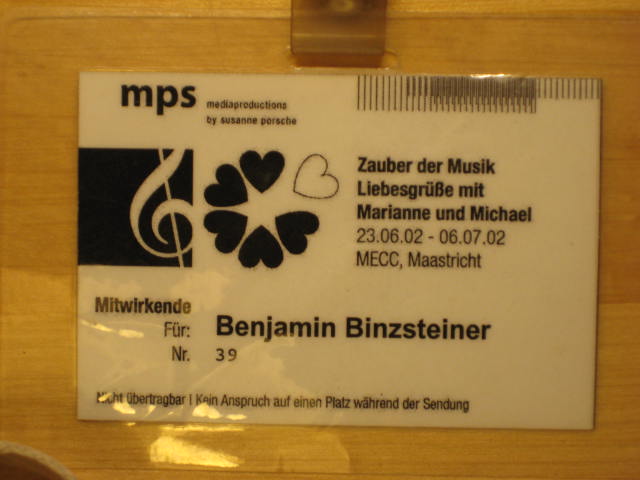 mps
mediaproductions
by susanne porsche
Zauber der Musik
Liebesgrüße mit
Marianne und Michael
23.06.02 - 06.07.02
MECC, Maastricht
Mitwirkende
Für: Benjamin Binzsteiner
Nr. 39
Nicht übertragbar I Kein Anspruch auf einen Platz während der Sendung